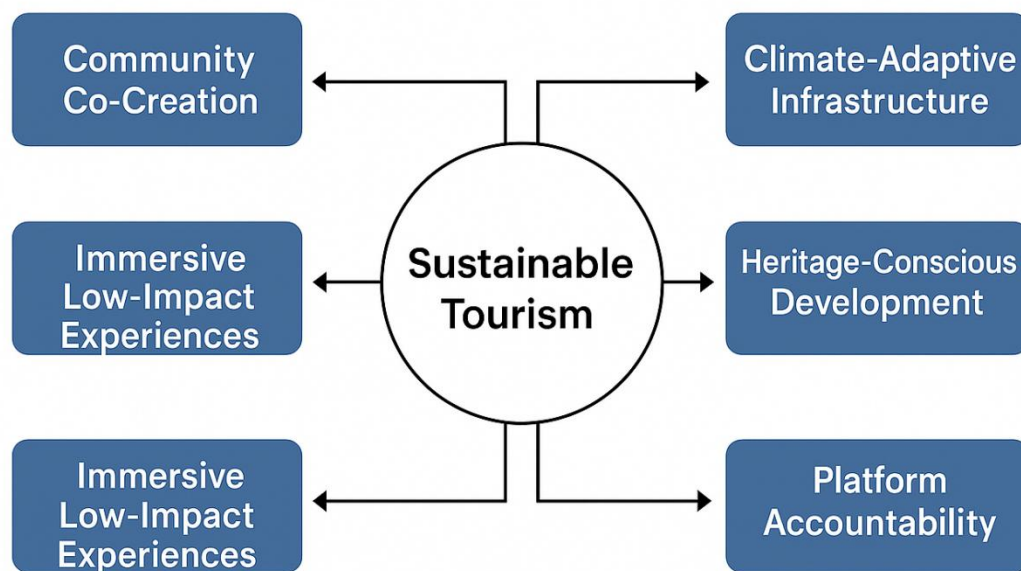 Community
Co-Creation
Climate-Adaptive
Infrastructure
Immersive
Low-Impact
Experiences
Sustainable
Tourism
Heritage-Conscious
Development
Immersive
Low-Impact
Experiences
Platform
Accountability